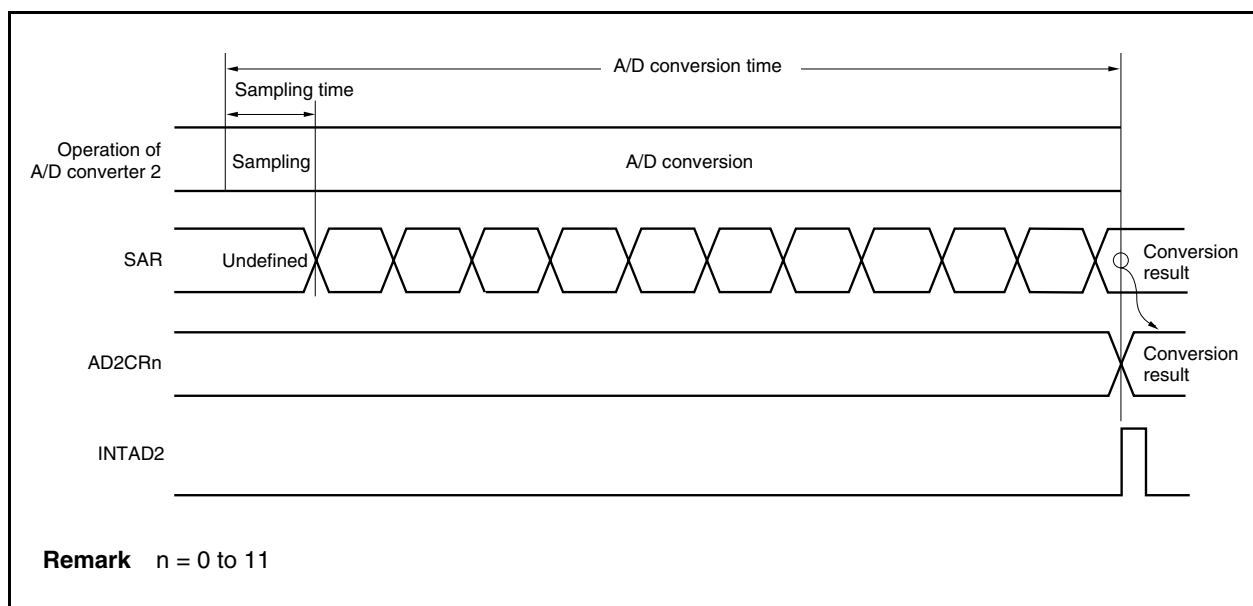 A/D conversion time
Sampling time
Operation of
A/D converter 2
Sampling
A/D conversion
SAR
Undefined
Conversion
result
AD2CRn
Conversion
result
INTAD2
Remark n = 0 to 11